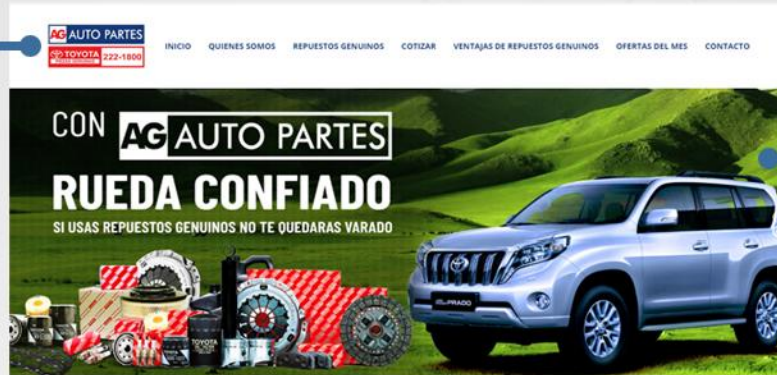 AG AUTO PARTES
TOYOTA 222-1800
INICIO QUIENES SOMOS REPUESTOS GENUINOS COTIZAR VENTAJAS DE REPUESTOS GENUINOS OFERTAS DEL MES CONTACTO
CON AG AUTO PARTES
RUEDA CONFIADO
SI USAS REPUESTOS GENUINOS NO TE QUEDARAS VARADO
TOYOTA
PRADO